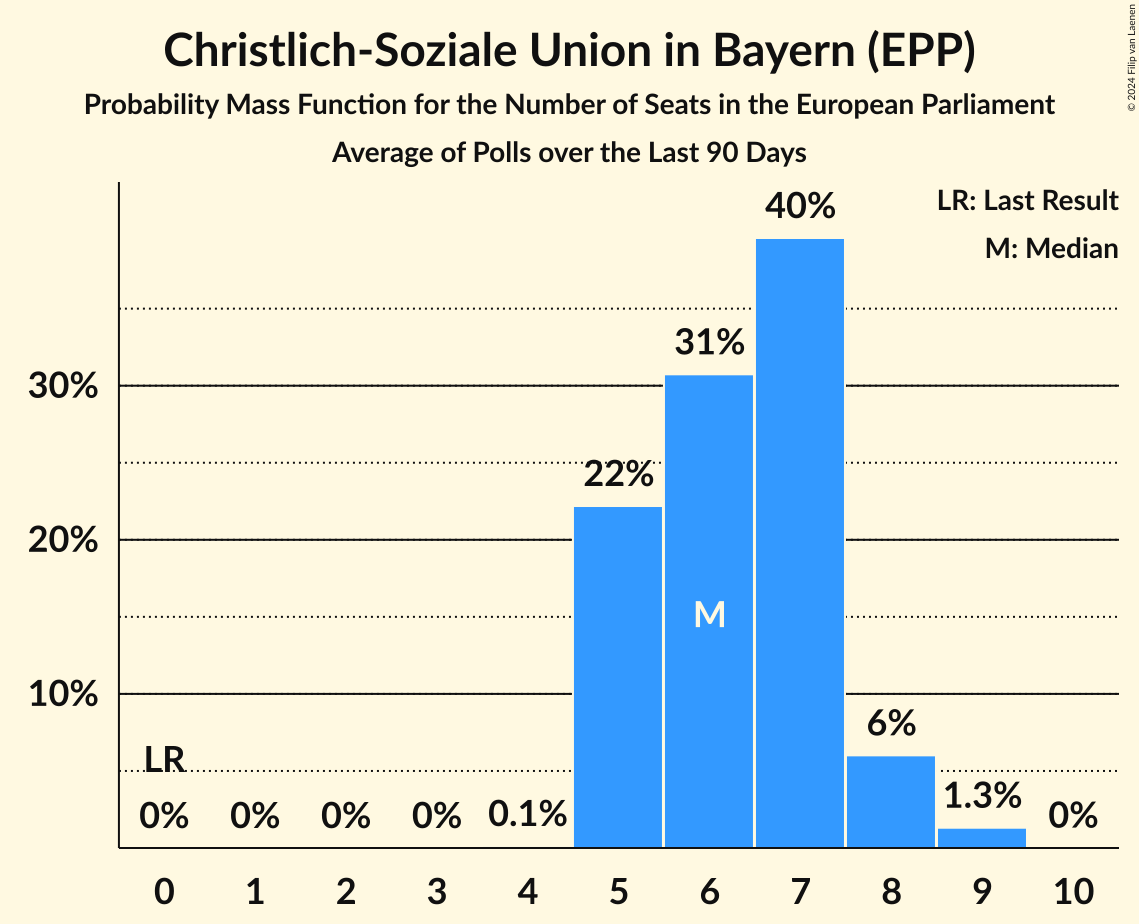 Christlich-Soziale Union in Bayern (EPP)
Probability Mass Function for the Number of Seats in the European Parliament
Average of Polls over the Last 90 Days
© 2024 Filip van Laenen
LR: Last Result
M: Median
40%
31%
30%
22%
20%
M
10%
6%
LR
1.3%
0% 0% 0% 0% 0.1% 0%
0 1 2 3 4 5 6 7 8 9 10